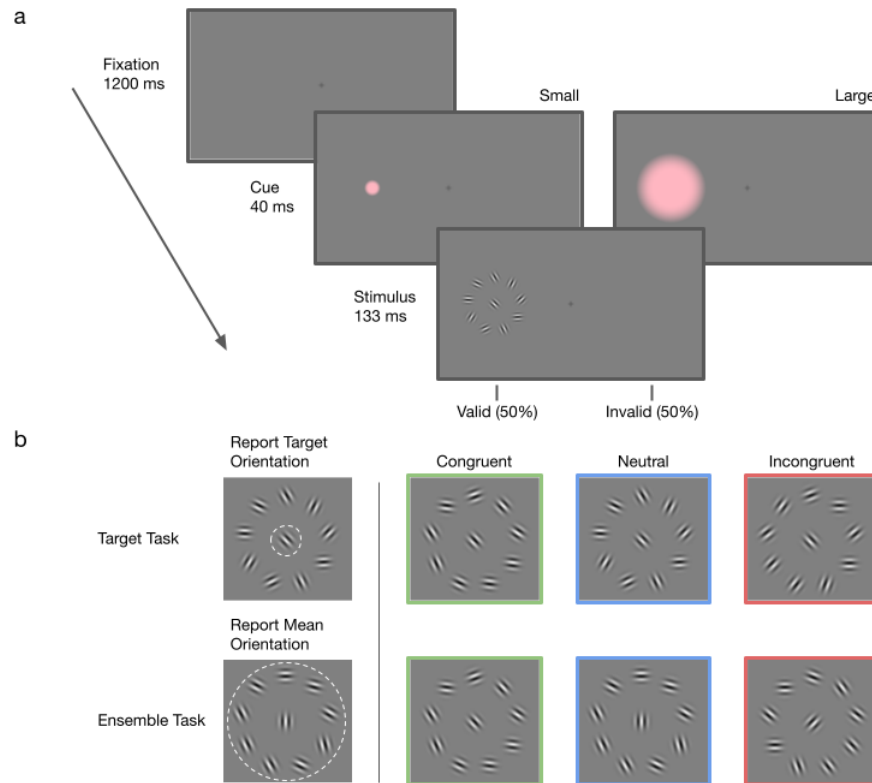 a
Fixation
1200 ms
Small
Large
Cue
40 ms
Stimulus
133 ms
Valid (50%)
Invalid (50%)
b
Report Target
Orientation
Congruent
Neutral
Incongruent
Target Task
Report Mean
Orientation
Ensemble Task